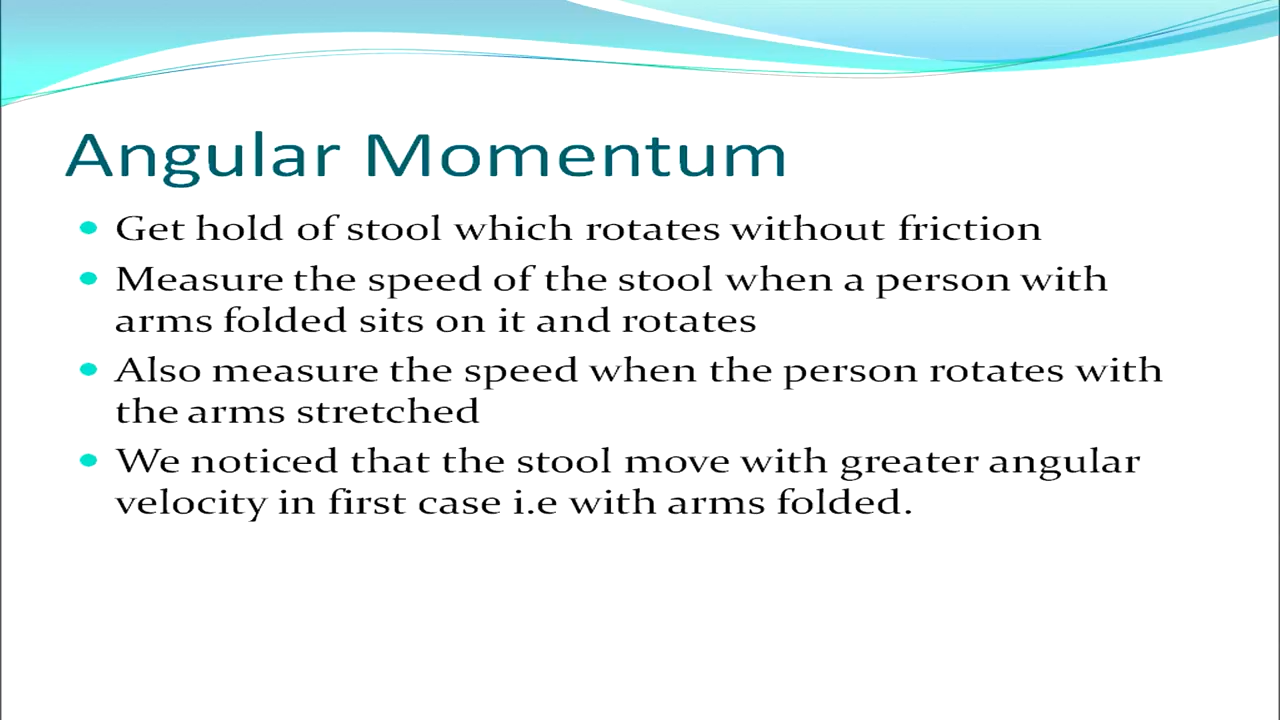 Angular Momentum
Get hold of stool which rotates without friction
Measure the speed of the stool when a person with
arms folded sits on it and rotates
Also measure the speed when the person rotates with
the arms stretched
We noticed that the stool move with greater angular
velocity in first case i.e with arms folded.